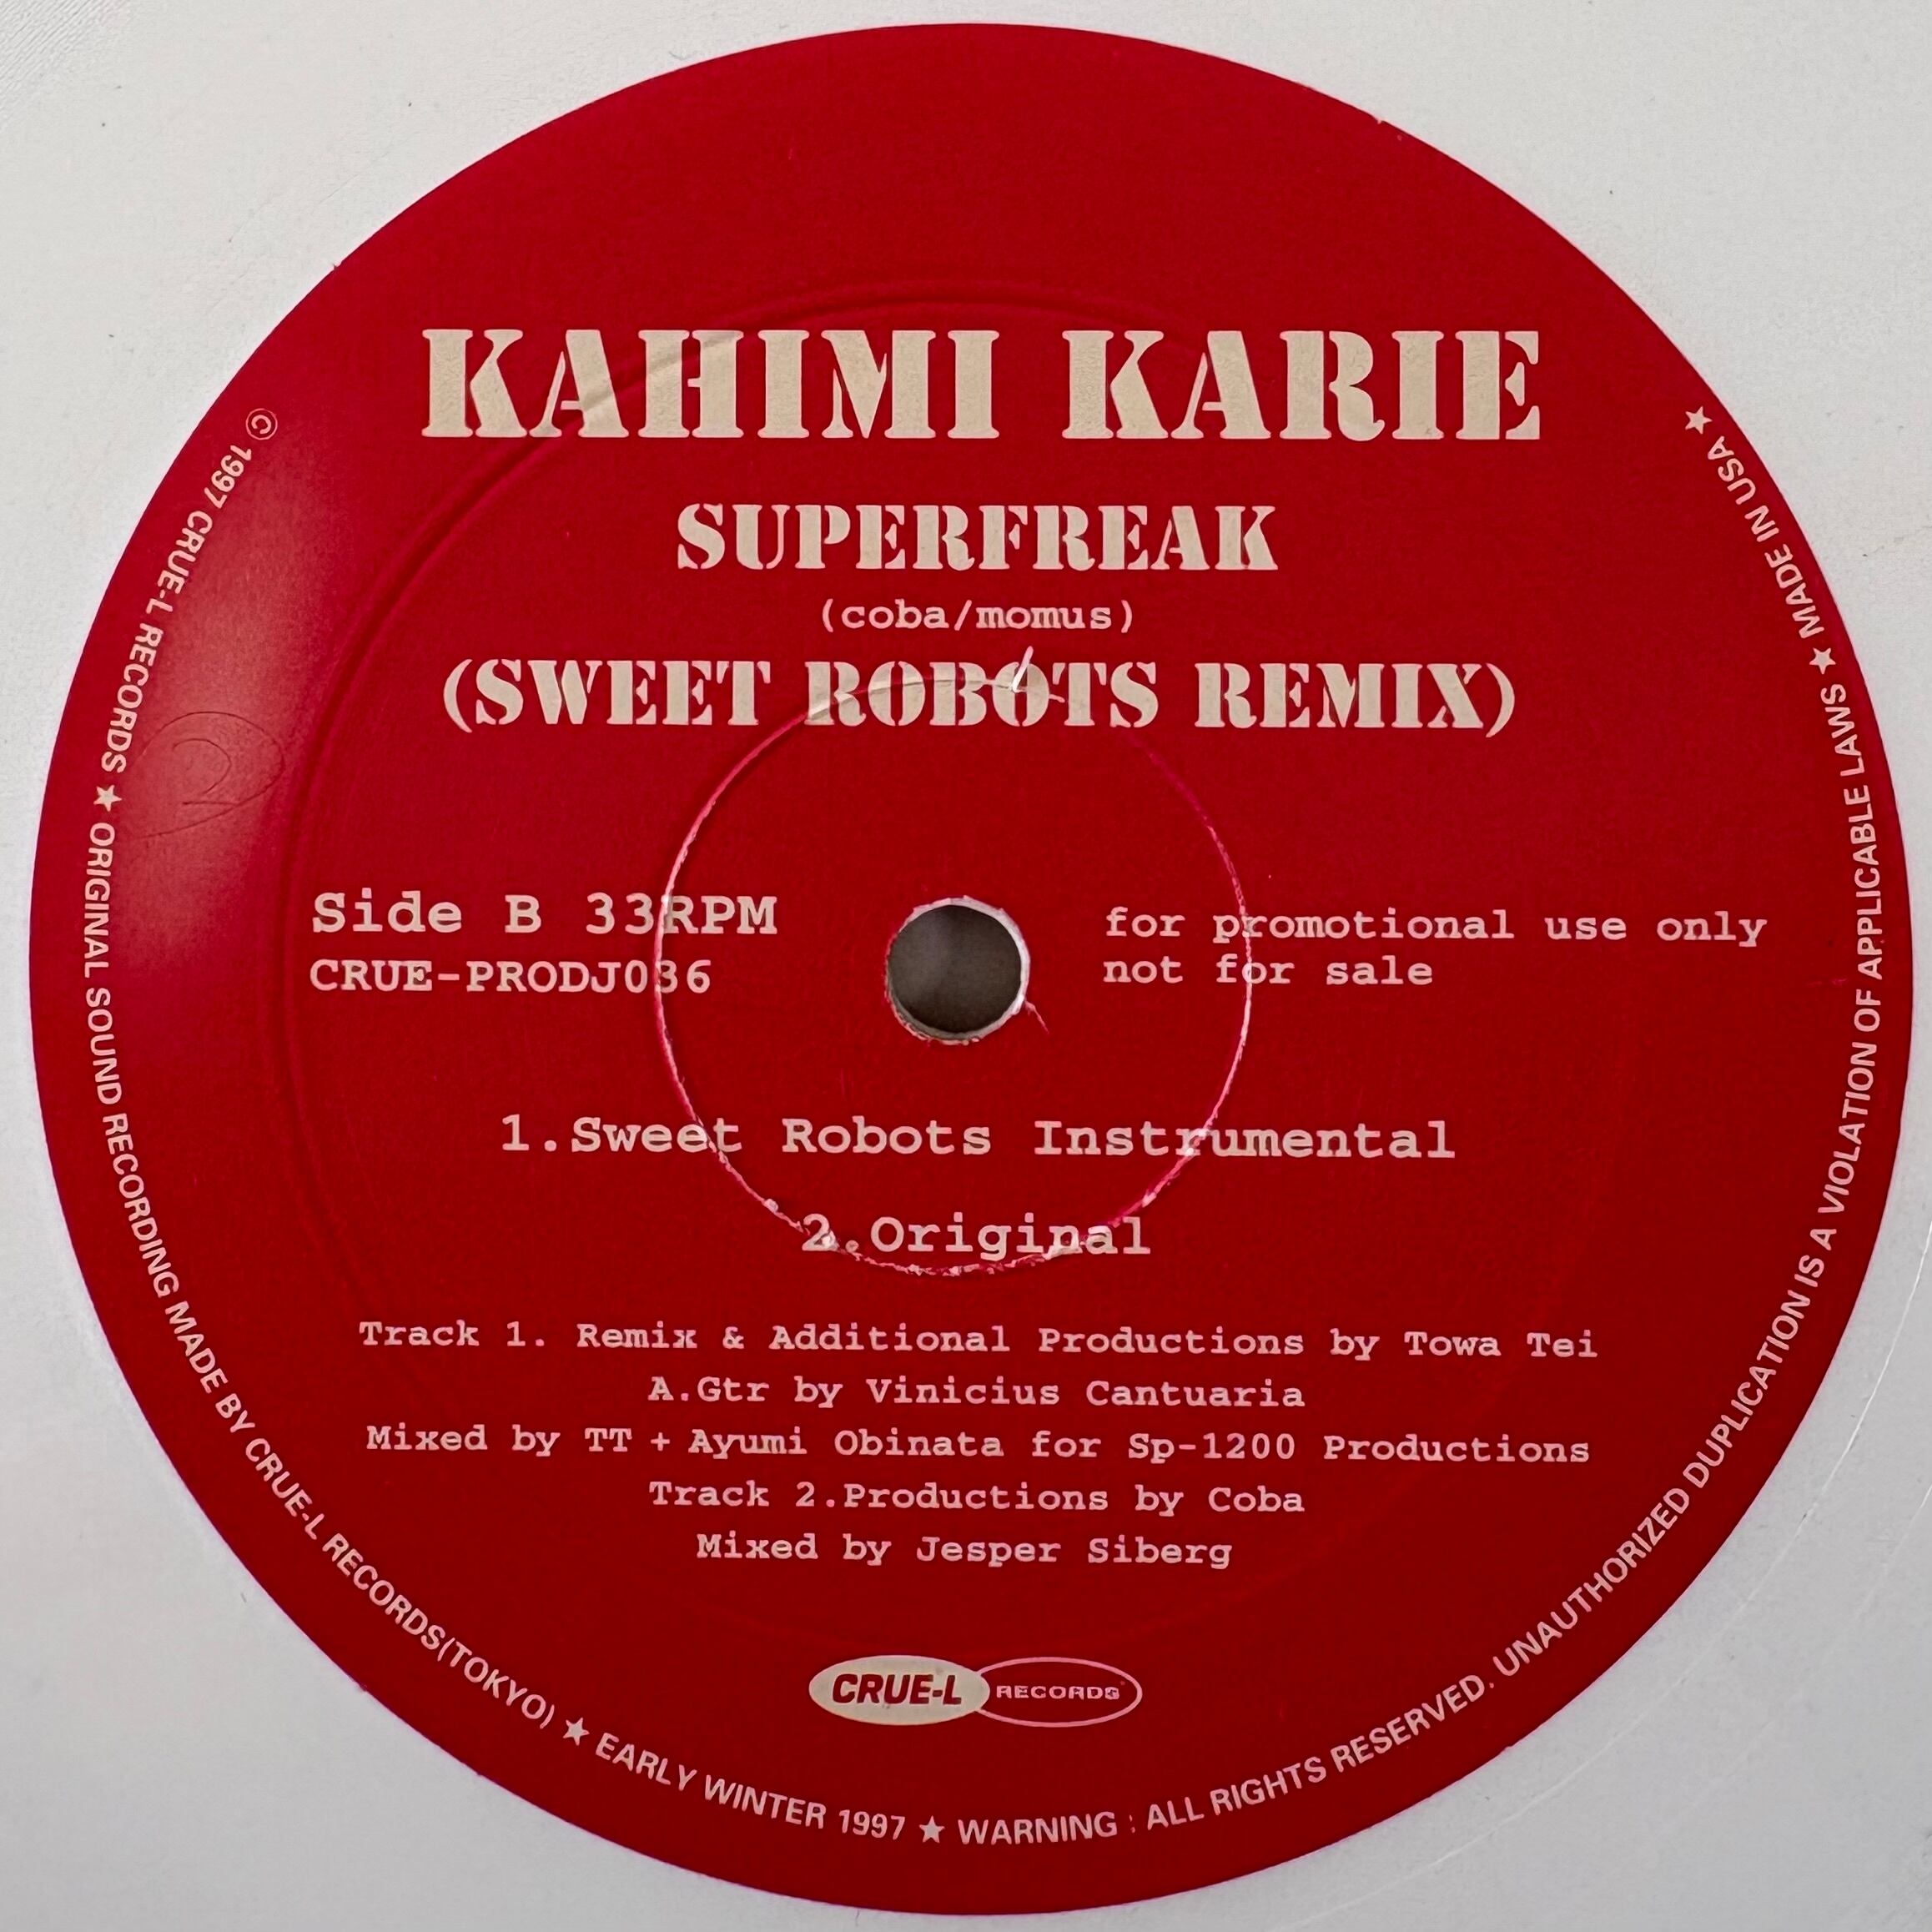 KAHIMI KARIE
SUPERFREAK
(coba/momus)
(SWEET ROBOTS REMIX)
Side B 33RPM
CRUE-PRODJ036
for promotional use only
not for sale
1.Sweet Robots Instrumental
2.Original
Track 1. Remix & Additional Productions by Towa Tei
A.Gtr by Vinicius Cantuaria
Mixed by TT + Ayumi Obinata for Sp-1200 Productions
Track 2.Productions by Coba
Mixed by Jesper Siberg
CRUE-L RECORDS
© 1997 CRUE-L RECORDS ★ ORIGINAL SOUND RECORDING MADE BY CRUE-L RECORDS(TOKYO) ★ EARLY WINTER 1997 ★ WARNING : ALL RIGHTS RESERVED. UNAUTHORIZED DUPLICATION IS A VIOLATION OF APPLICABLE LAWS ★ MADE IN USA ★